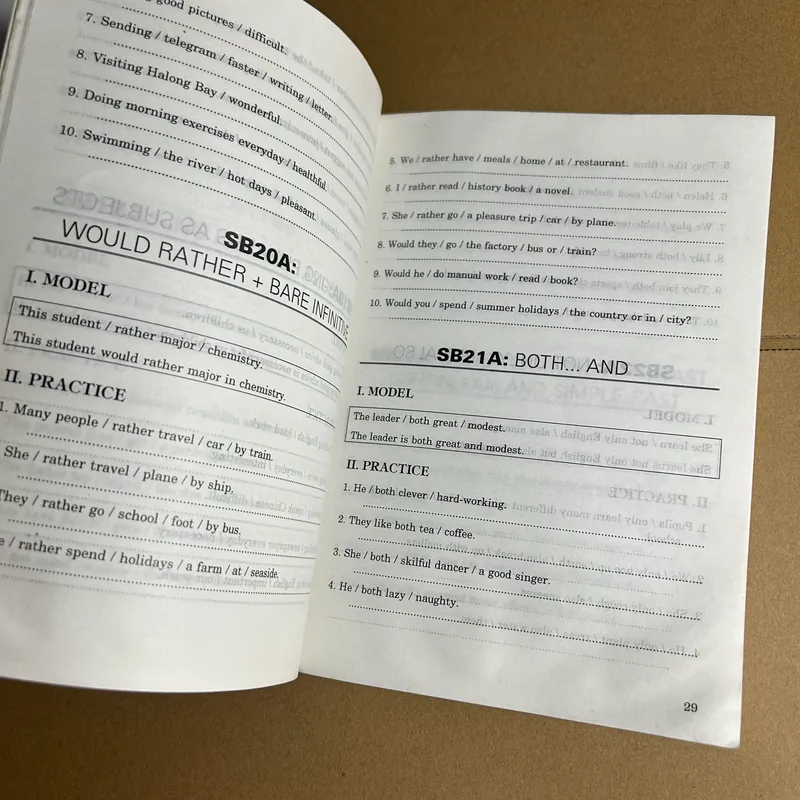 good pictures / difficult.
7. Sending / telegram / faster / writing / letter.
8. Visiting Halong Bay / wonderful.
9. Doing morning exercises everyday / healthful.
10. Swimming / the river / hot days / pleasant.
SB20A:
WOULD RATHER + BARE INFINITIVE
I. MODEL
This student / rather major / chemistry.
This student would rather major in chemistry.
II. PRACTICE
1. Many people / rather travel / car / by train.
She / rather travel / plane / by ship.
They / rather go / school / foot / by bus.
/ rather spend / holidays / a farm / at / seaside.
5. We / rather have / meals / home / at / restaurant.
6. I / rather read / history book / a novel.
7. She / rather go / a pleasure trip / car / by plane.
8. Would they / go / the factory / bus or / train?
9. Would he / do manual work / read / book?
10. Would you / spend / summer holidays / the country or in / city?
SB21A: BOTH... AND
I. MODEL
The leader / both great / modest.
The leader is both great and modest.
II. PRACTICE
1. He / both clever / hard-working.
2. They like both tea / coffee.
3. She / both / skilful dancer / a good singer.
4. He / both lazy / naughty.
29